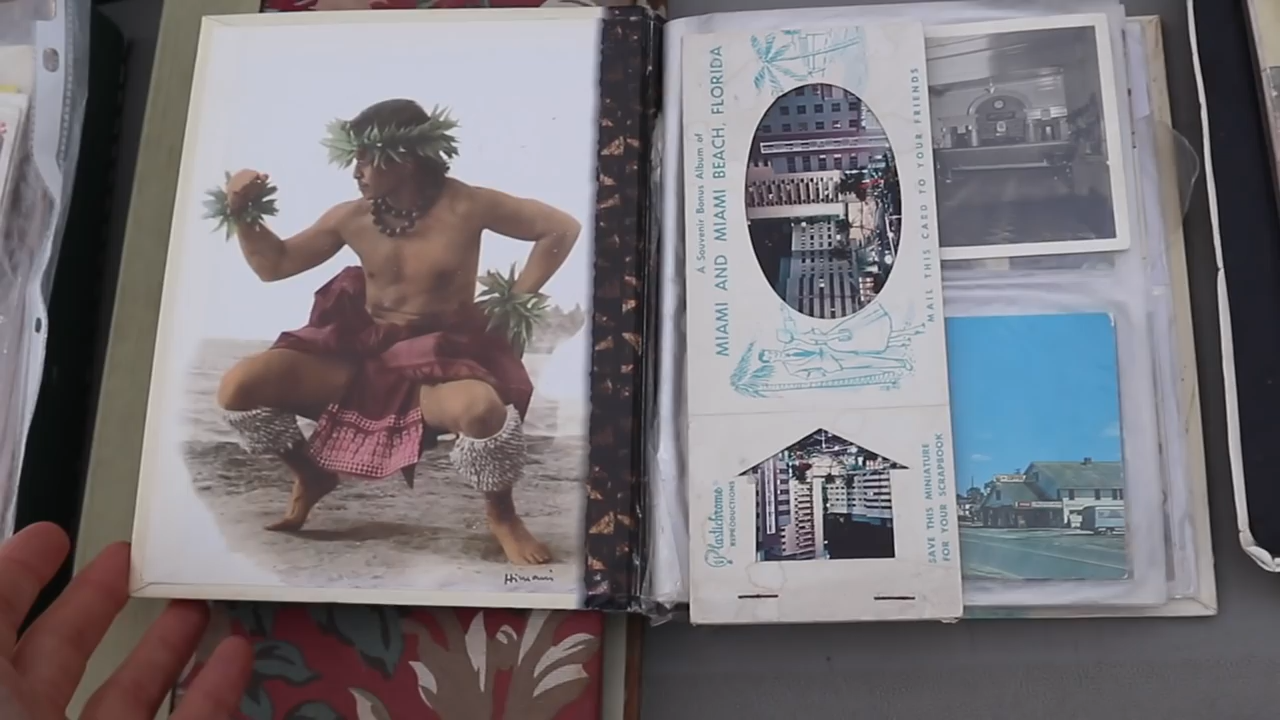 A Souvenir Bonus Album of
MIAMI AND MIAMI BEACH, FLORIDA
MAIL THIS CARD TO YOUR FRIENDS
Plastichrome
REPRODUCTIONS
SAVE THIS MINIATURE
FOR YOUR SCRAPBOOK